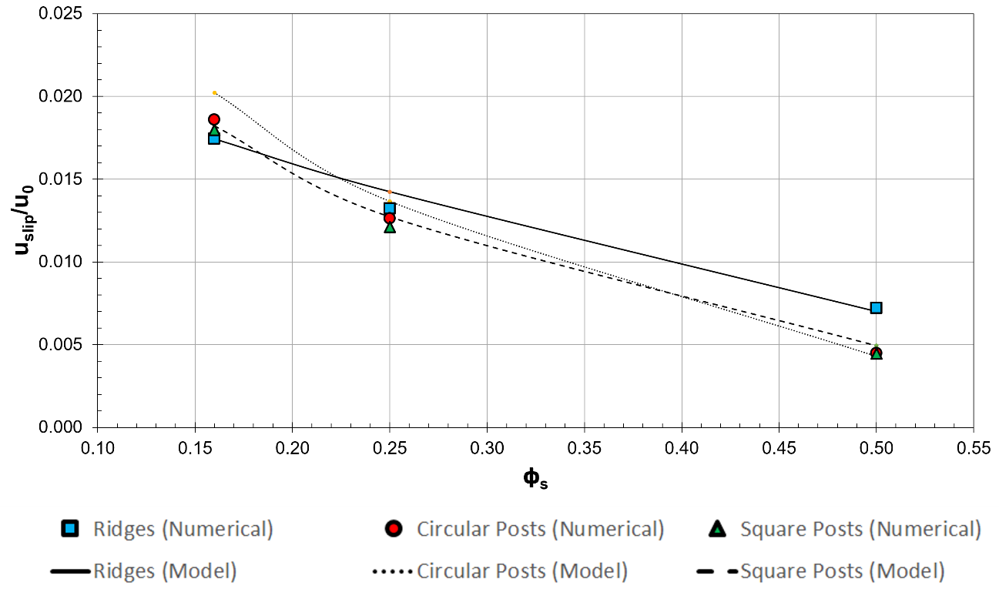 0.025
0.020
0.015
0.010
0.005
0.000
u_slip/u_0
0.10 0.15 0.20 0.25 0.30 0.35 0.40 0.45 0.50 0.55
ϕ_s
Ridges (Numerical) Circular Posts (Numerical) Square Posts (Numerical)
Ridges (Model) Circular Posts (Model) Square Posts (Model)